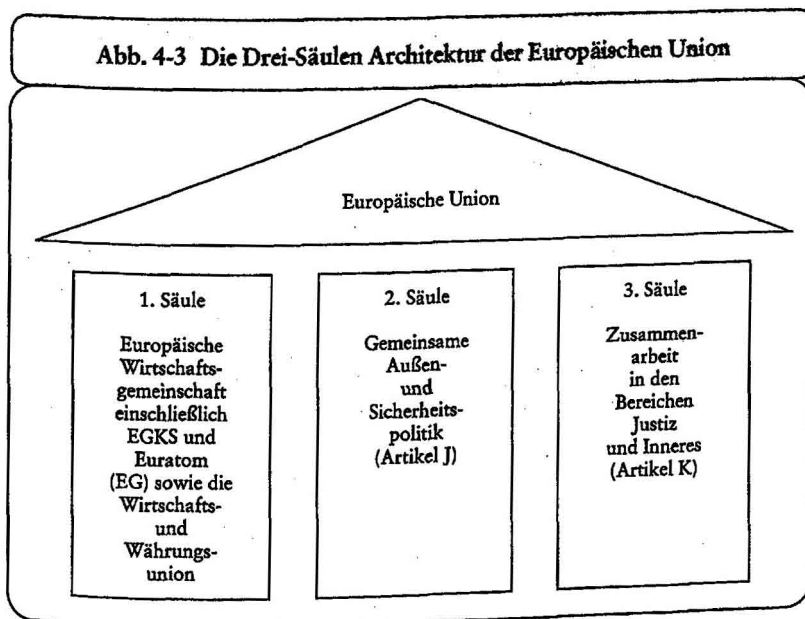 Abb. 4-3 Die Drei-Säulen Architektur der Europäischen Union
Europäische Union
1. Säule
Europäische
Wirtschafts-
gemeinschaft
einschließlich
EGKS und
Euratom
(EG) sowie die
Wirtschafts-
und
Währungs-
union
2. Säule
Gemeinsame
Außen-
und
Sicherheits-
politik
(Artikel J)
3. Säule
Zusammen-
arbeit
in den
Bereichen
Justiz
und Inneres
(Artikel K)